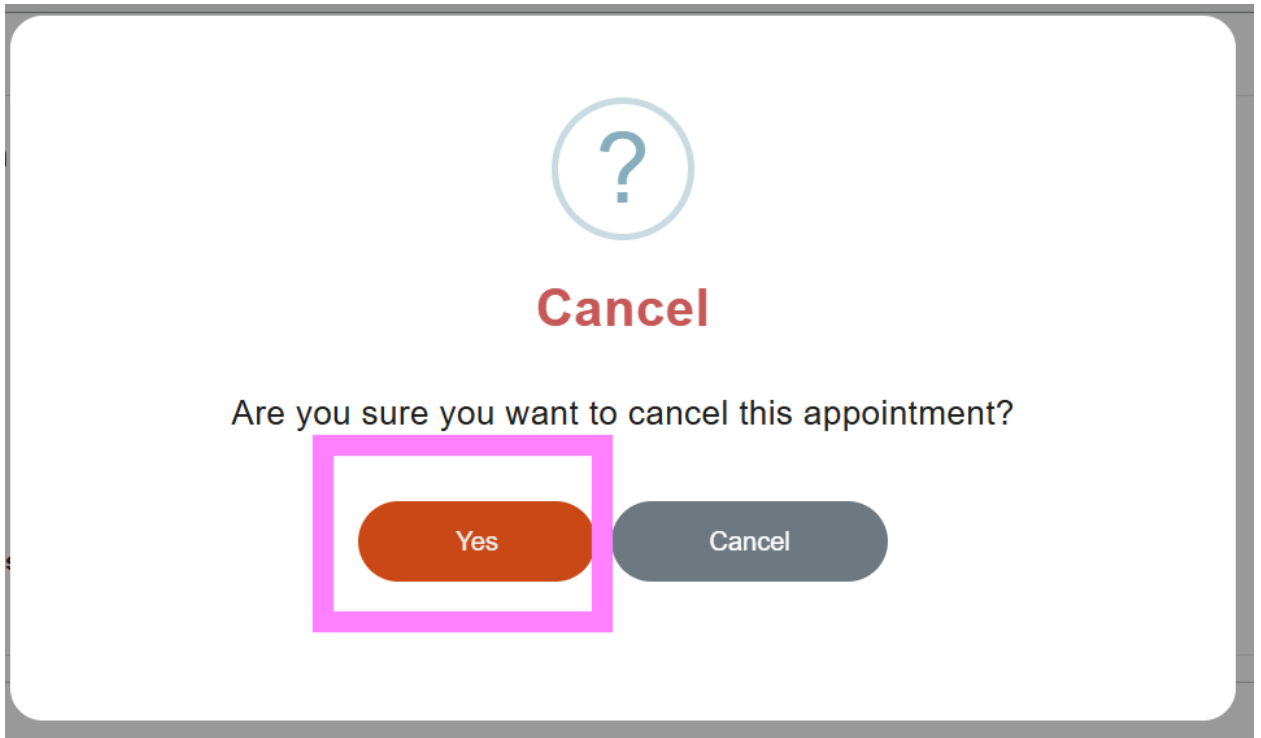 ?
Cancel
Are you sure you want to cancel this appointment?
Yes
Cancel